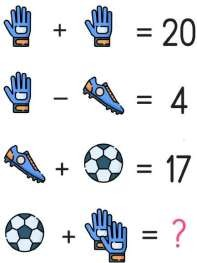 + = 20
− = 4
+ = 17
+ = ?